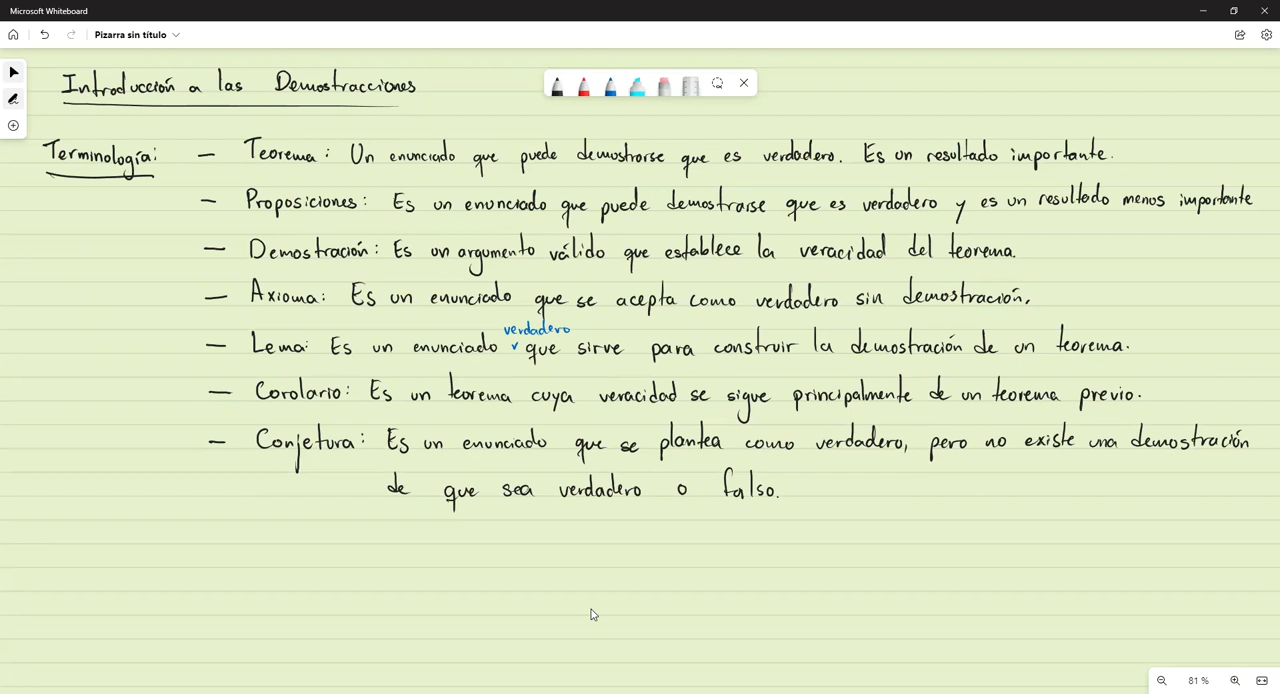 Microsoft Whiteboard
Pizarra sin título
Introducción a las Demostracciones
Terminología:
– Teorema: Un enunciado que puede demostrarse que es verdadero. Es un resultado importante.
– Proposiciones: Es un enunciado que puede demostrarse que es verdadero y es un resultado menos importante
– Demostración: Es un argumento válido que establece la veracidad del teorema.
– Axioma: Es un enunciado que se acepta como verdadero sin demostración.
verdadero
– Lema: Es un enunciado que sirve para construir la demostración de un teorema.
– Corolario: Es un teorema cuya veracidad se sigue principalmente de un teorema previo.
– Conjetura: Es un enunciado que se plantea como verdadero, pero no existe una demostración
de que sea verdadero o falso.
81 %